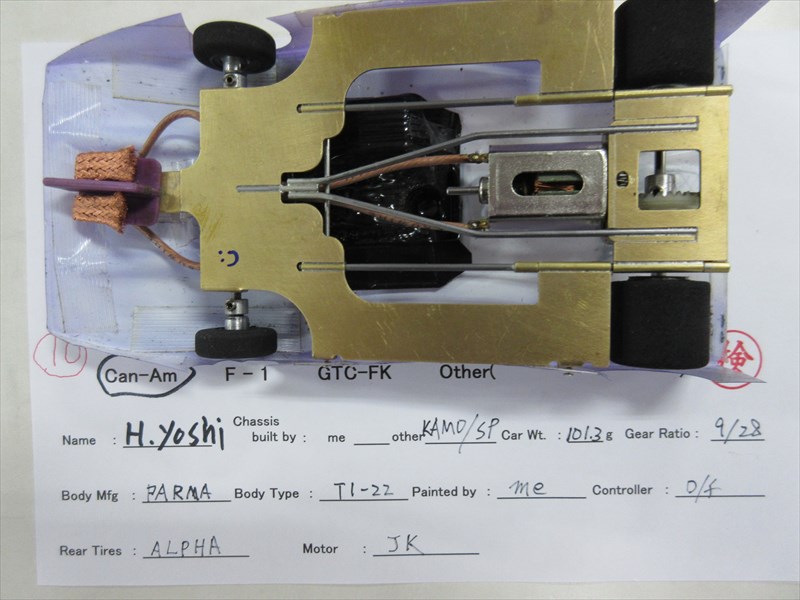 10
Can-Am F-1 GTC-FK Other(
検
Name : H.Yoshi Chassis built by : me ____ other KAMO/SP Car Wt. : 101.3 g Gear Ratio : 9/28
Body Mfg : PARMA Body Type : TI-22 Painted by : me Controller : O/f
Rear Tires : ALPHA Motor : JK